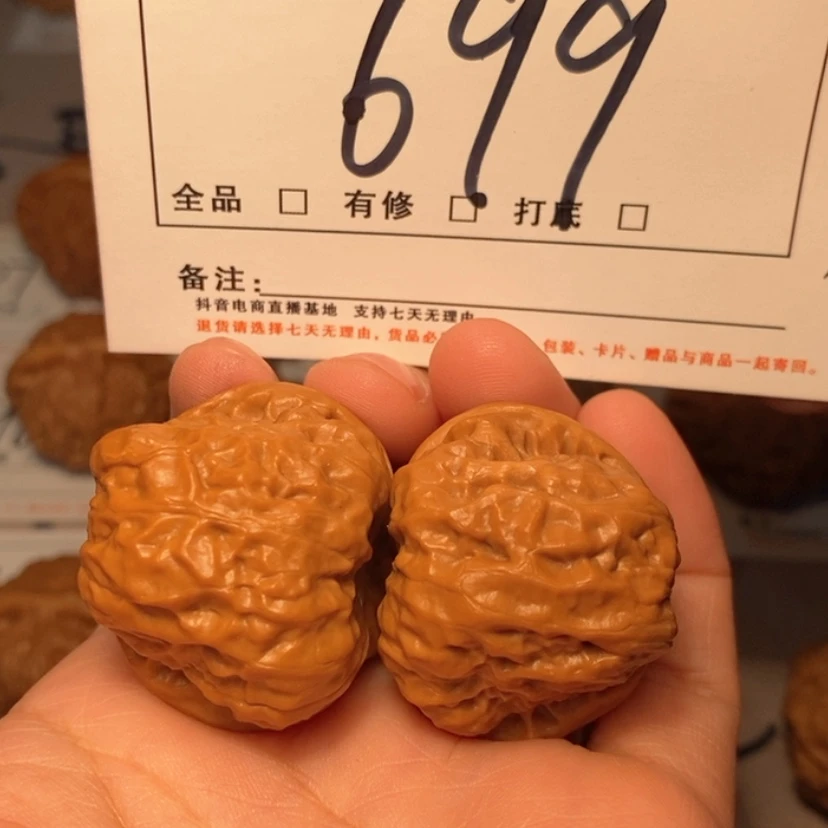 699
全品 □ 有修 □ 打底 □
备注:
抖音电商直播基地 支持七天无理由
退货请选择七天无理由,货品必 包装、卡片、赠品与商品一起寄回。